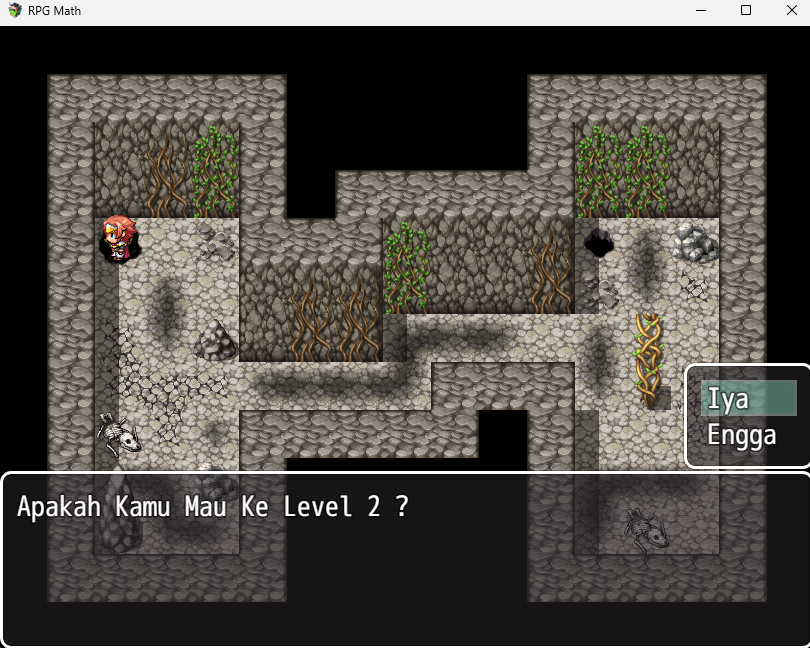 RPG Math
Iya
Engga
Apakah Kamu Mau Ke Level 2 ?